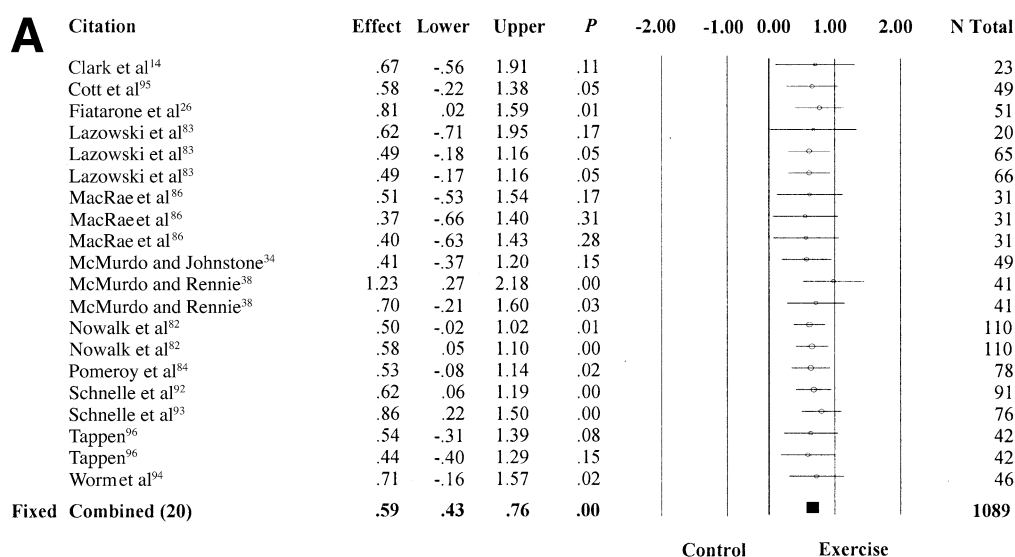 A
Citation Effect Lower Upper P -2.00 -1.00 0.00 1.00 2.00 N Total
Clark et al14 .67 -.56 1.91 .11 23
Cott et al95 .58 -.22 1.38 .05 49
Fiatarone et al26 .81 .02 1.59 .01 51
Lazowski et al83 .62 -.71 1.95 .17 20
Lazowski et al83 .49 -.18 1.16 .05 65
Lazowski et al83 .49 -.17 1.16 .05 66
MacRae et al86 .51 -.53 1.54 .17 31
MacRae et al86 .37 -.66 1.40 .31 31
MacRae et al86 .40 -.63 1.43 .28 31
McMurdo and Johnstone34 .41 -.37 1.20 .15 49
McMurdo and Rennie38 1.23 .27 2.18 .00 41
McMurdo and Rennie38 .70 -.21 1.60 .03 41
Nowalk et al82 .50 -.02 1.02 .01 110
Nowalk et al82 .58 .05 1.10 .00 110
Pomeroy et al84 .53 -.08 1.14 .02 78
Schnelle et al92 .62 .06 1.19 .00 91
Schnelle et al93 .86 .22 1.50 .00 76
Tappen96 .54 -.31 1.39 .08 42
Tappen96 .44 -.40 1.29 .15 42
Worm et al94 .71 -.16 1.57 .02 46
Fixed Combined (20) .59 .43 .76 .00 1089
Control Exercise